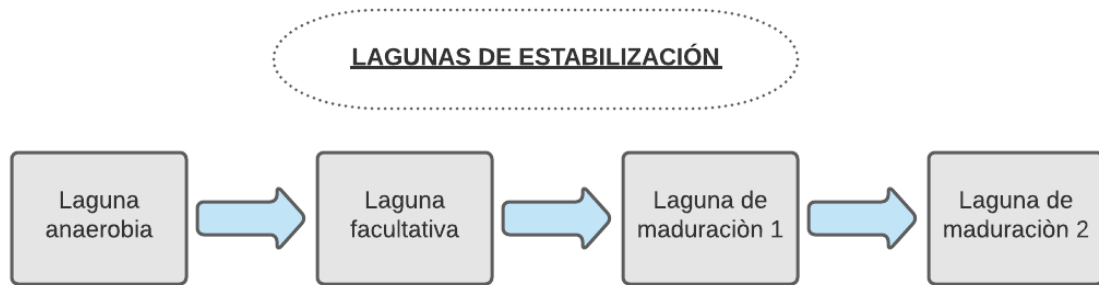 LAGUNAS DE ESTABILIZACIÓN
Laguna
anaerobia
Laguna
facultativa
Laguna de
maduraciòn 1
Laguna de
maduraciòn 2